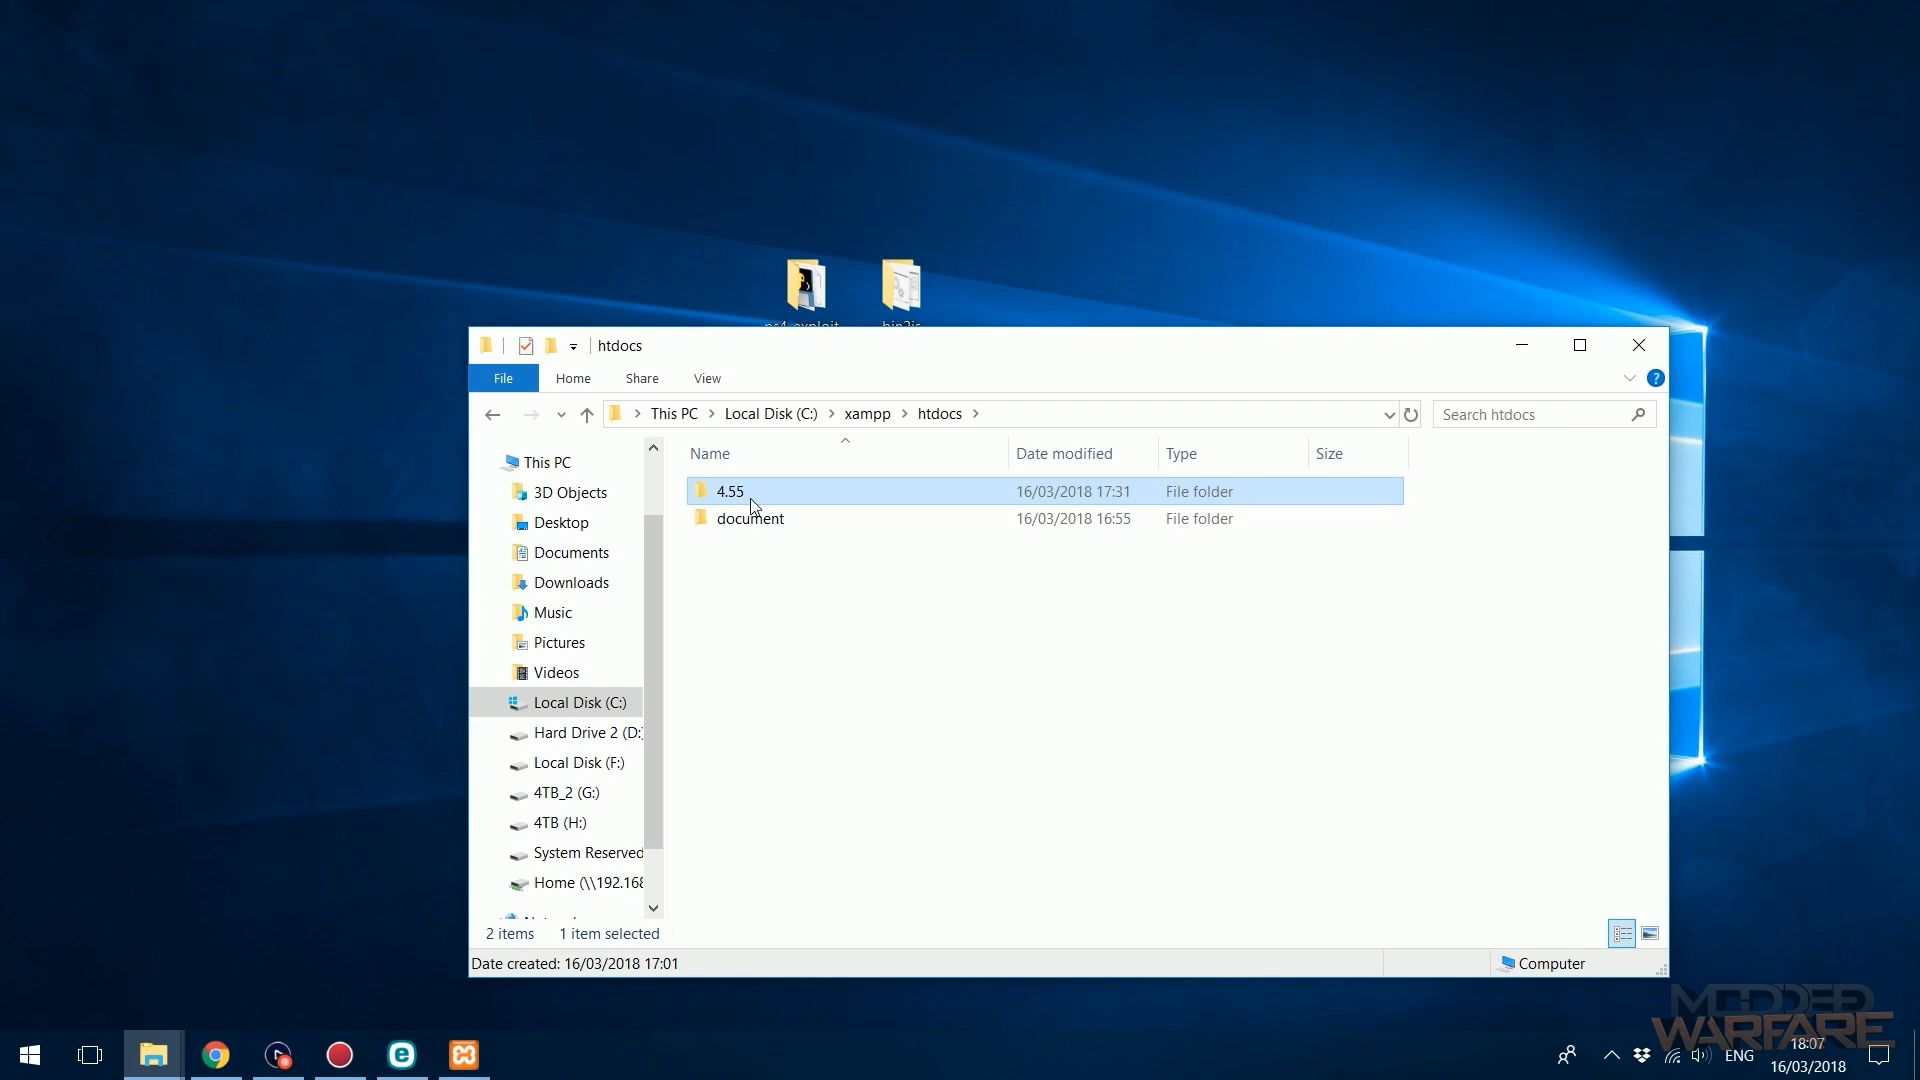 ps4-exploit
bin2js
htdocs
File
Home
Share
View
?
This PC
Local Disk (C:)
xampp
htdocs
Search htdocs
Name
Date modified
Type
Size
4.55
16/03/2018 17:31
File folder
document
16/03/2018 16:55
File folder
This PC
3D Objects
Desktop
Documents
Downloads
Music
Pictures
Videos
Local Disk (C:)
Hard Drive 2 (D:)
Local Disk (F:)
4TB_2 (G:)
4TB (H:)
System Reserved
Home (\\192.168
2 items
1 item selected
Date created: 16/03/2018 17:01
Computer
MODDED
WARFARE
ENG
18:07
16/03/2018